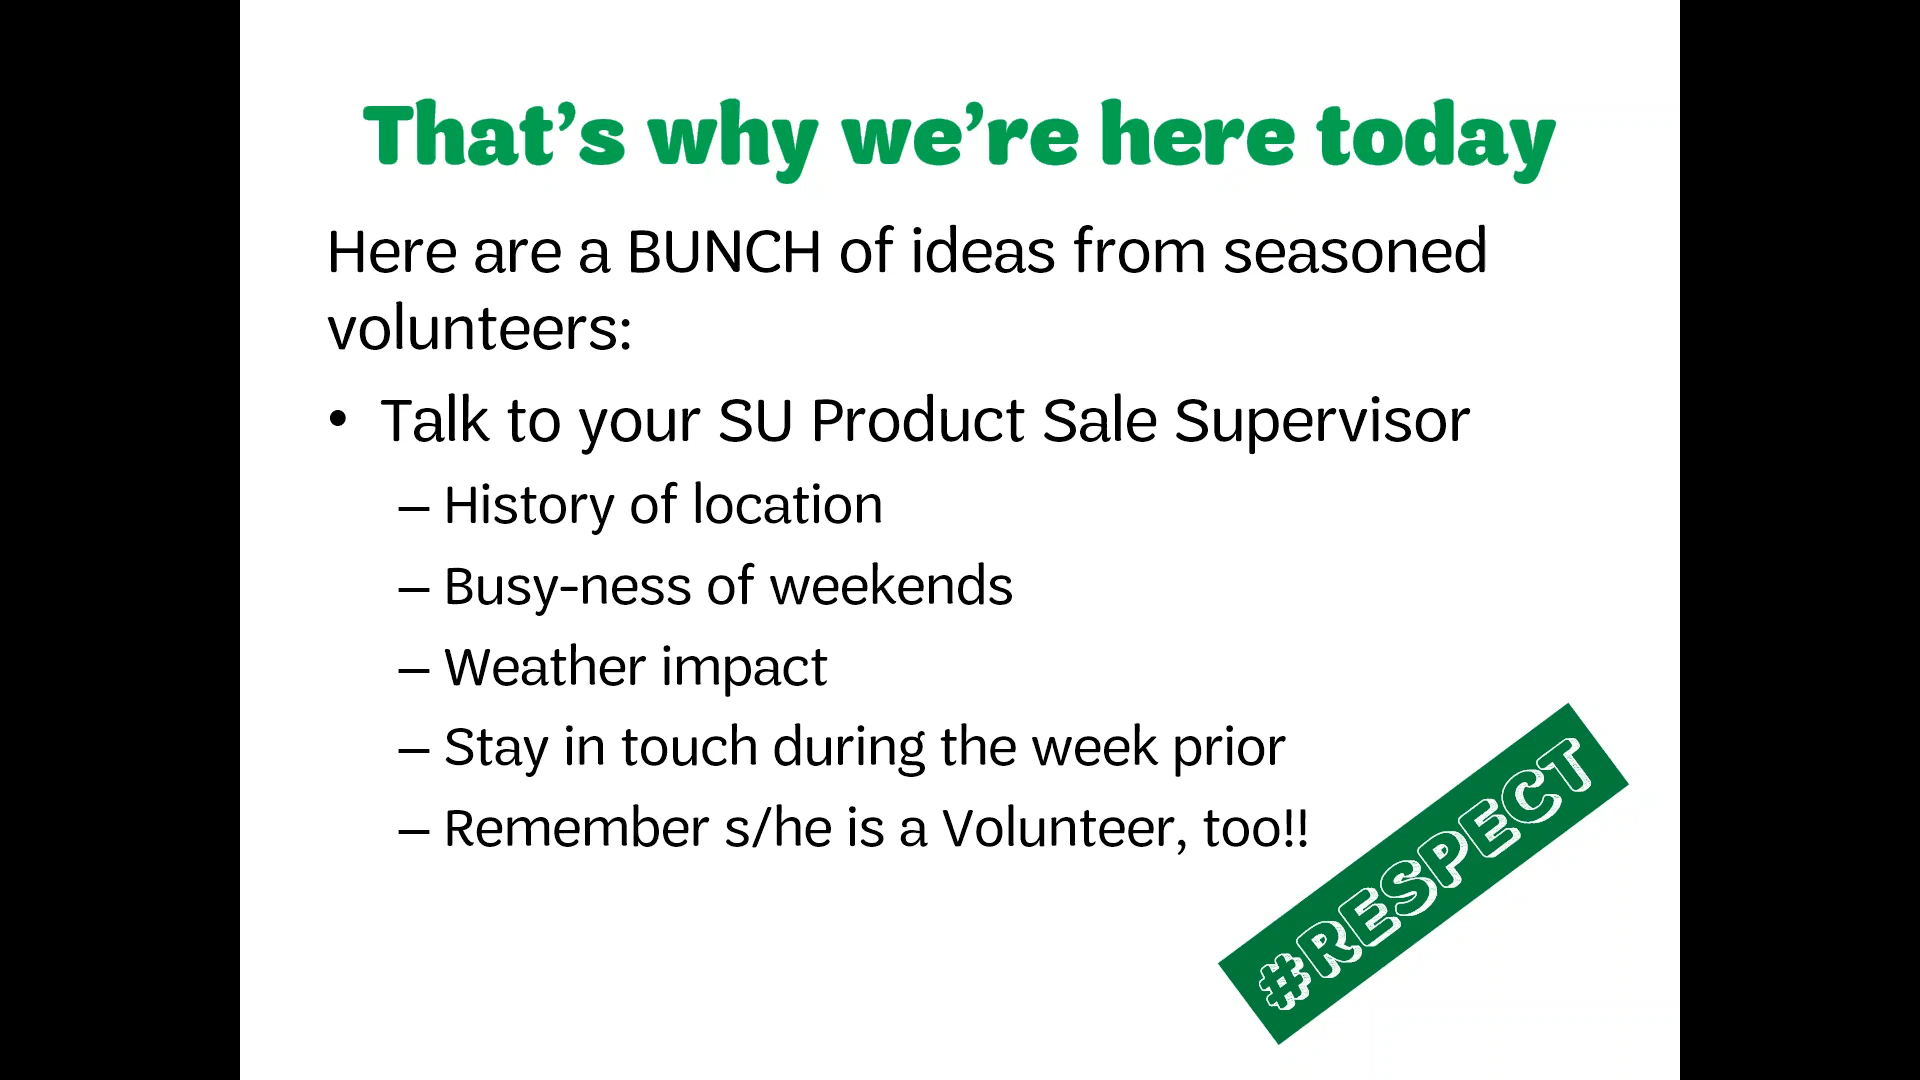 That’s why we’re here today
Here are a BUNCH of ideas from seasoned
volunteers:
• Talk to your SU Product Sale Supervisor
– History of location
– Busy-ness of weekends
– Weather impact
– Stay in touch during the week prior
– Remember s/he is a Volunteer, too!!
#RESPECT